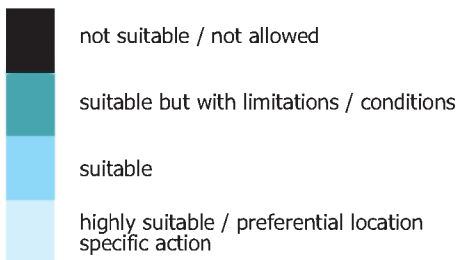 not suitable / not allowed
suitable but with limitations / conditions
suitable
highly suitable / preferential location
specific action